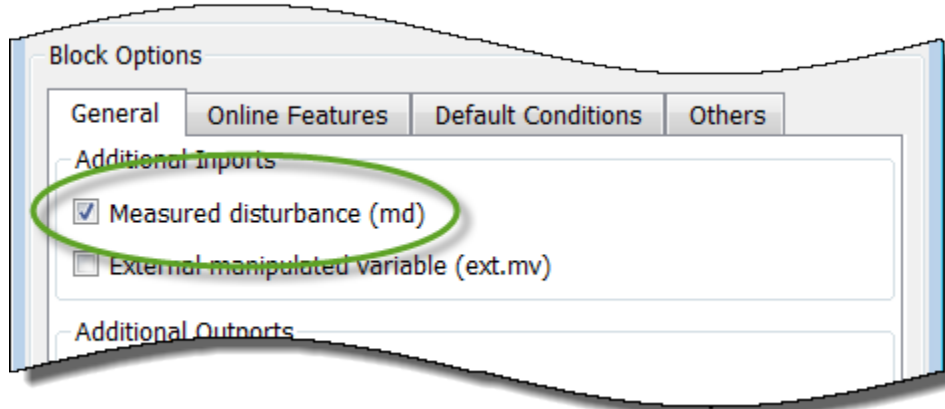 Block Options
General Online Features Default Conditions Others
Additional Inports
Measured disturbance (md)
External manipulated variable (ext.mv)
Additional Outports